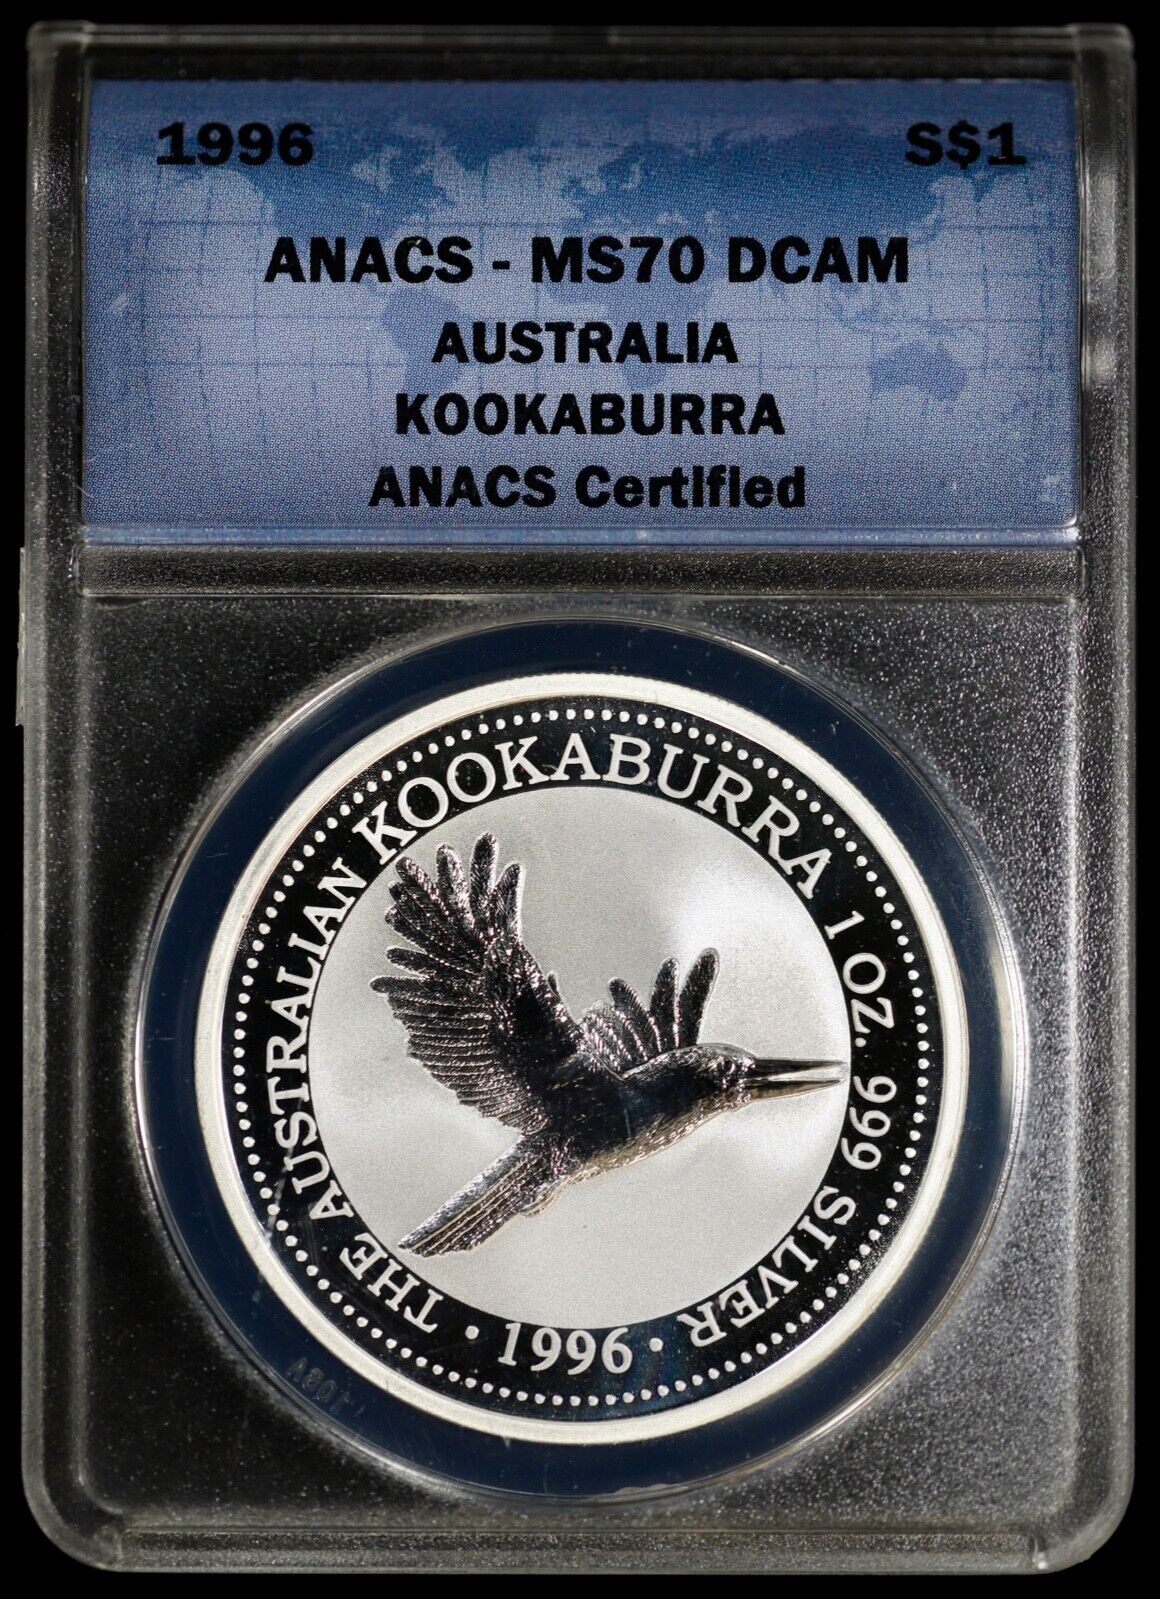 1996 S$1
ANACS - MS70 DCAM
AUSTRALIA
KOOKABURRA
ANACS Certified
THE AUSTRALIAN KOOKABURRA 1 OZ. 999 SILVER
· 1996 ·